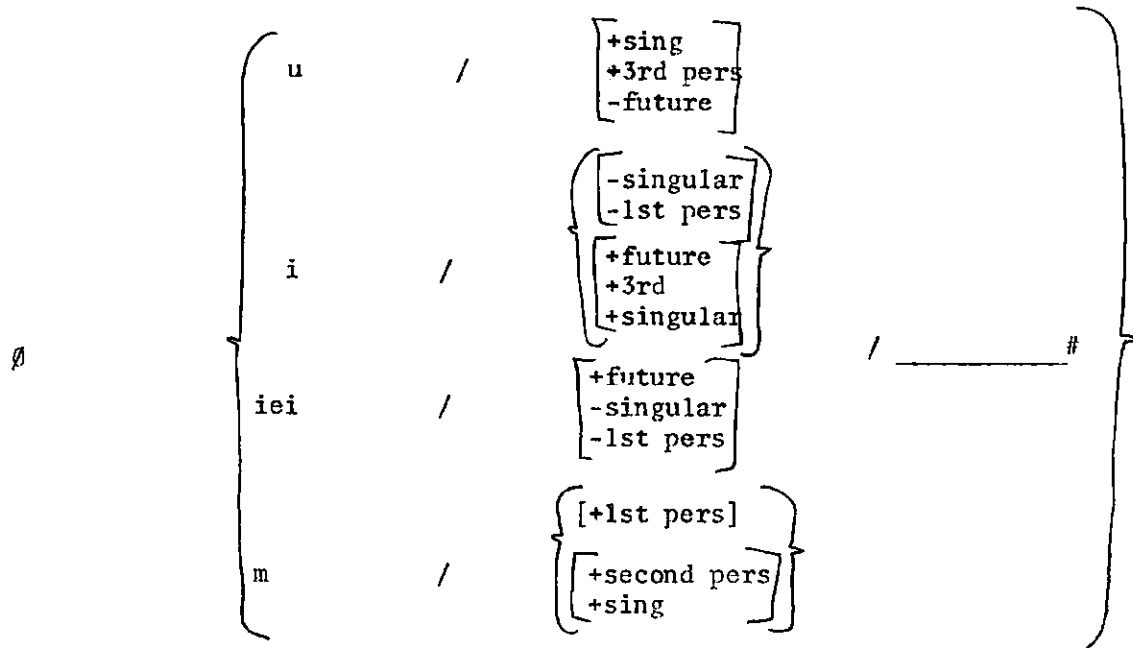 +sing
u / +3rd pers
-future
-singular
-1st pers
+future
i / +3rd
+singular
Ø / ________ #
+future
iei / -singular
-1st pers
[+1st pers]
m / +second pers
+sing